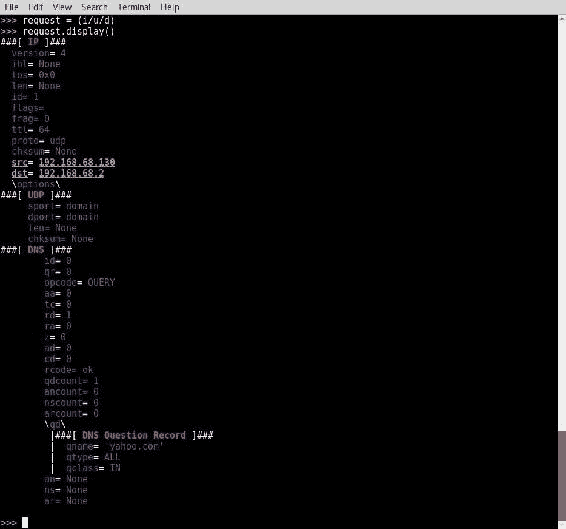 File Edit View Search Terminal Help
>>> request = (i/u/d)
>>> request.display()
###[ IP ]###
version= 4
ihl= None
tos= 0x0
len= None
id= 1
flags=
frag= 0
ttl= 64
proto= udp
chksum= None
src= 192.168.68.130
dst= 192.168.68.2
\options\
###[ UDP ]###
sport= domain
dport= domain
len= None
chksum= None
###[ DNS ]###
id= 0
qr= 0
opcode= QUERY
aa= 0
tc= 0
rd= 1
ra= 0
z= 0
ad= 0
cd= 0
rcode= ok
qdcount= 1
ancount= 0
nscount= 0
arcount= 0
\qd\
|###[ DNS Question Record ]###
| qname= 'yahoo.com'
| qtype= ALL
| qclass= IN
an= None
ns= None
ar= None
>>>